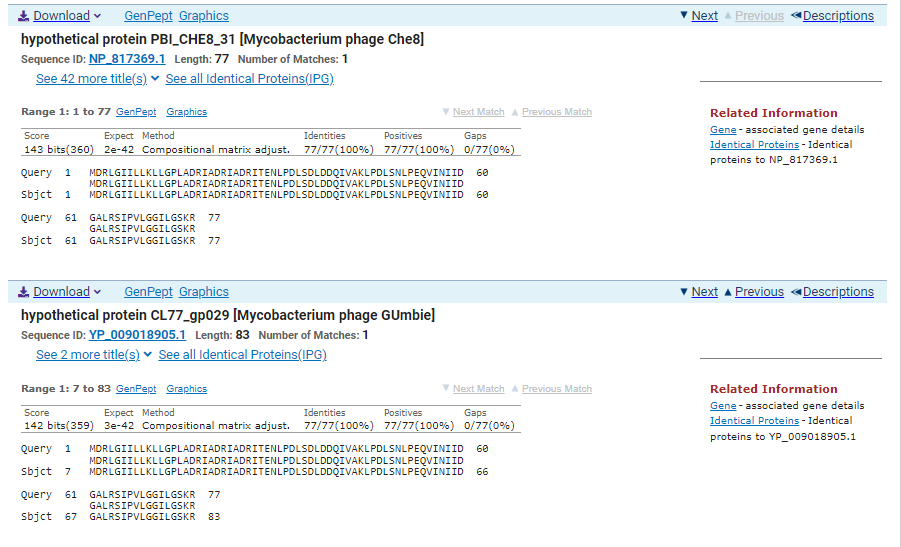 Download GenPept Graphics Next Previous Descriptions
hypothetical protein PBI_CHE8_31 [Mycobacterium phage Che8]
Sequence ID: NP_817369.1 Length: 77 Number of Matches: 1
See 42 more title(s) See all Identical Proteins(IPG)
Range 1: 1 to 77 GenPept Graphics Next Match Previous Match
Related Information
Gene - associated gene details
Identical Proteins - Identical
proteins to NP_817369.1
Score Expect Method Identities Positives Gaps
143 bits(360) 2e-42 Compositional matrix adjust. 77/77(100%) 77/77(100%) 0/77(0%)
Query 1 MDRLGIILLKLLGPLADRIADRIADRITENLPDLSDLDDQIVAKLPDLSNLPEQVINIID 60
MDRLGIILLKLLGPLADRIADRIADRITENLPDLSDLDDQIVAKLPDLSNLPEQVINIID
Sbjct 1 MDRLGIILLKLLGPLADRIADRIADRITENLPDLSDLDDQIVAKLPDLSNLPEQVINIID 60
Query 61 GALRSIPVLGGILGSKR 77
GALRSIPVLGGILGSKR
Sbjct 61 GALRSIPVLGGILGSKR 77
Download GenPept Graphics Next Previous Descriptions
hypothetical protein CL77_gp029 [Mycobacterium phage GUmbie]
Sequence ID: YP_009018905.1 Length: 83 Number of Matches: 1
See 2 more title(s) See all Identical Proteins(IPG)
Range 1: 7 to 83 GenPept Graphics Next Match Previous Match
Related Information
Gene - associated gene details
Identical Proteins - Identical
proteins to YP_009018905.1
Score Expect Method Identities Positives Gaps
142 bits(359) 3e-42 Compositional matrix adjust. 77/77(100%) 77/77(100%) 0/77(0%)
Query 1 MDRLGIILLKLLGPLADRIADRIADRITENLPDLSDLDDQIVAKLPDLSNLPEQVINIID 60
MDRLGIILLKLLGPLADRIADRIADRITENLPDLSDLDDQIVAKLPDLSNLPEQVINIID
Sbjct 7 MDRLGIILLKLLGPLADRIADRIADRITENLPDLSDLDDQIVAKLPDLSNLPEQVINIID 66
Query 61 GALRSIPVLGGILGSKR 77
GALRSIPVLGGILGSKR
Sbjct 67 GALRSIPVLGGILGSKR 83